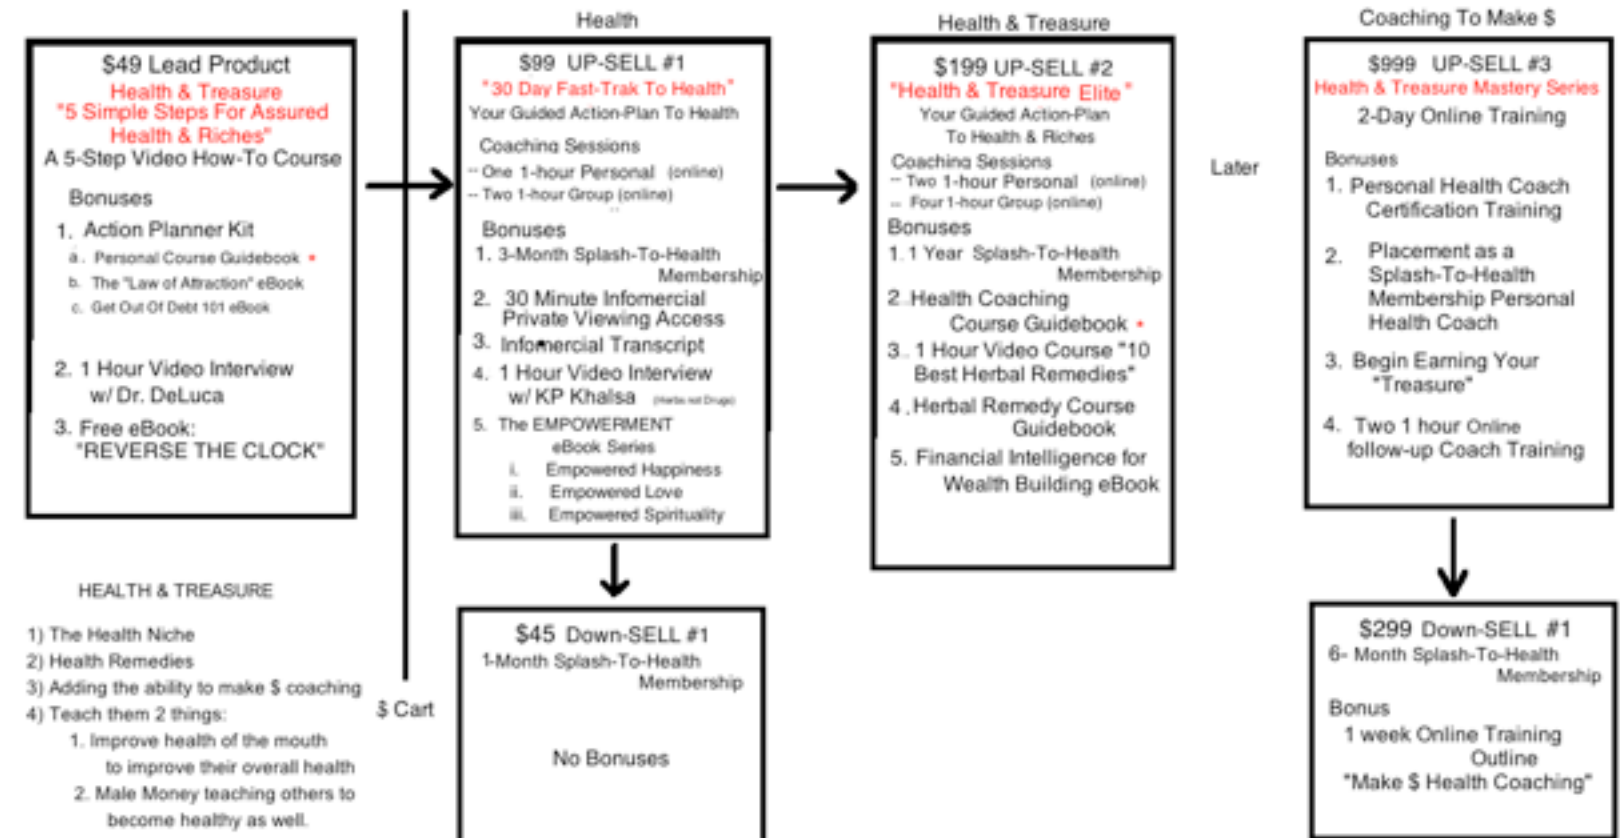 $49 Lead Product
Health & Treasure
"5 Simple Steps For Assured
Health & Riches"
A 5-Step Video How-To Course
Bonuses
1. Action Planner Kit
a. Personal Course Guidebook *
b. The "Law of Attraction" eBook
c. Get Out Of Debt 101 eBook
2. 1 Hour Video Interview
w/ Dr. DeLuca
3. Free eBook:
"REVERSE THE CLOCK"
HEALTH & TREASURE
1) The Health Niche
2) Health Remedies
3) Adding the ability to make $ coaching
4) Teach them 2 things:
1. Improve health of the mouth
to improve their overall health
2. Male Money teaching others to
become healthy as well.
$ Cart
Health
$99 UP-SELL #1
"30 Day Fast-Trak To Health"
Your Guided Action-Plan To Health
Coaching Sessions
-- One 1-hour Personal (online)
-- Two 1-hour Group (online)
Bonuses
1. 3-Month Splash-To-Health
Membership
2. 30 Minute Infomercial
Private Viewing Access
3. Infomercial Transcript
4. 1 Hour Video Interview
w/ KP Khalsa (Herbs not Drugs)
5. The EMPOWERMENT
eBook Series
i. Empowered Happiness
ii. Empowered Love
iii. Empowered Spirituality
$45 Down-SELL #1
1-Month Splash-To-Health
Membership
No Bonuses
Health & Treasure
$199 UP-SELL #2
"Health & Treasure Elite"
Your Guided Action-Plan
To Health & Riches
Coaching Sessions
-- Two 1-hour Personal (online)
-- Four 1-hour Group (online)
Bonuses
1. 1 Year Splash-To-Health
Membership
2. Health Coaching
Course Guidebook *
3. 1 Hour Video Course "10
Best Herbal Remedies"
4. Herbal Remedy Course
Guidebook
5. Financial Intelligence for
Wealth Building eBook
Later
Coaching To Make $
$999 UP-SELL #3
Health & Treasure Mastery Series
2-Day Online Training
Bonuses
1. Personal Health Coach
Certification Training
2. Placement as a
Splash-To-Health
Membership Personal
Health Coach
3. Begin Earning Your
"Treasure"
4. Two 1 hour Online
follow-up Coach Training
$299 Down-SELL #1
6- Month Splash-To-Health
Membership
Bonus
1 week Online Training
Outline
"Make $ Health Coaching"